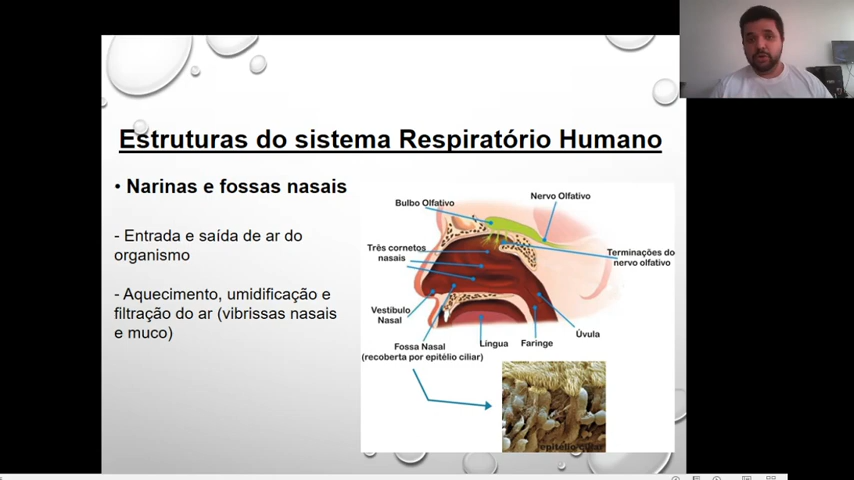 Estruturas do sistema Respiratório Humano
• Narinas e fossas nasais
- Entrada e saída de ar do
organismo
- Aquecimento, umidificação e
filtração do ar (vibrissas nasais
e muco)
Bulbo Olfativo
Nervo Olfativo
Três cornetos
nasais
Terminações do
nervo olfativo
Vestíbulo
Nasal
Úvula
Língua
Faringe
Fossa Nasal
(recoberta por epitélio ciliar)
epitélio ciliar